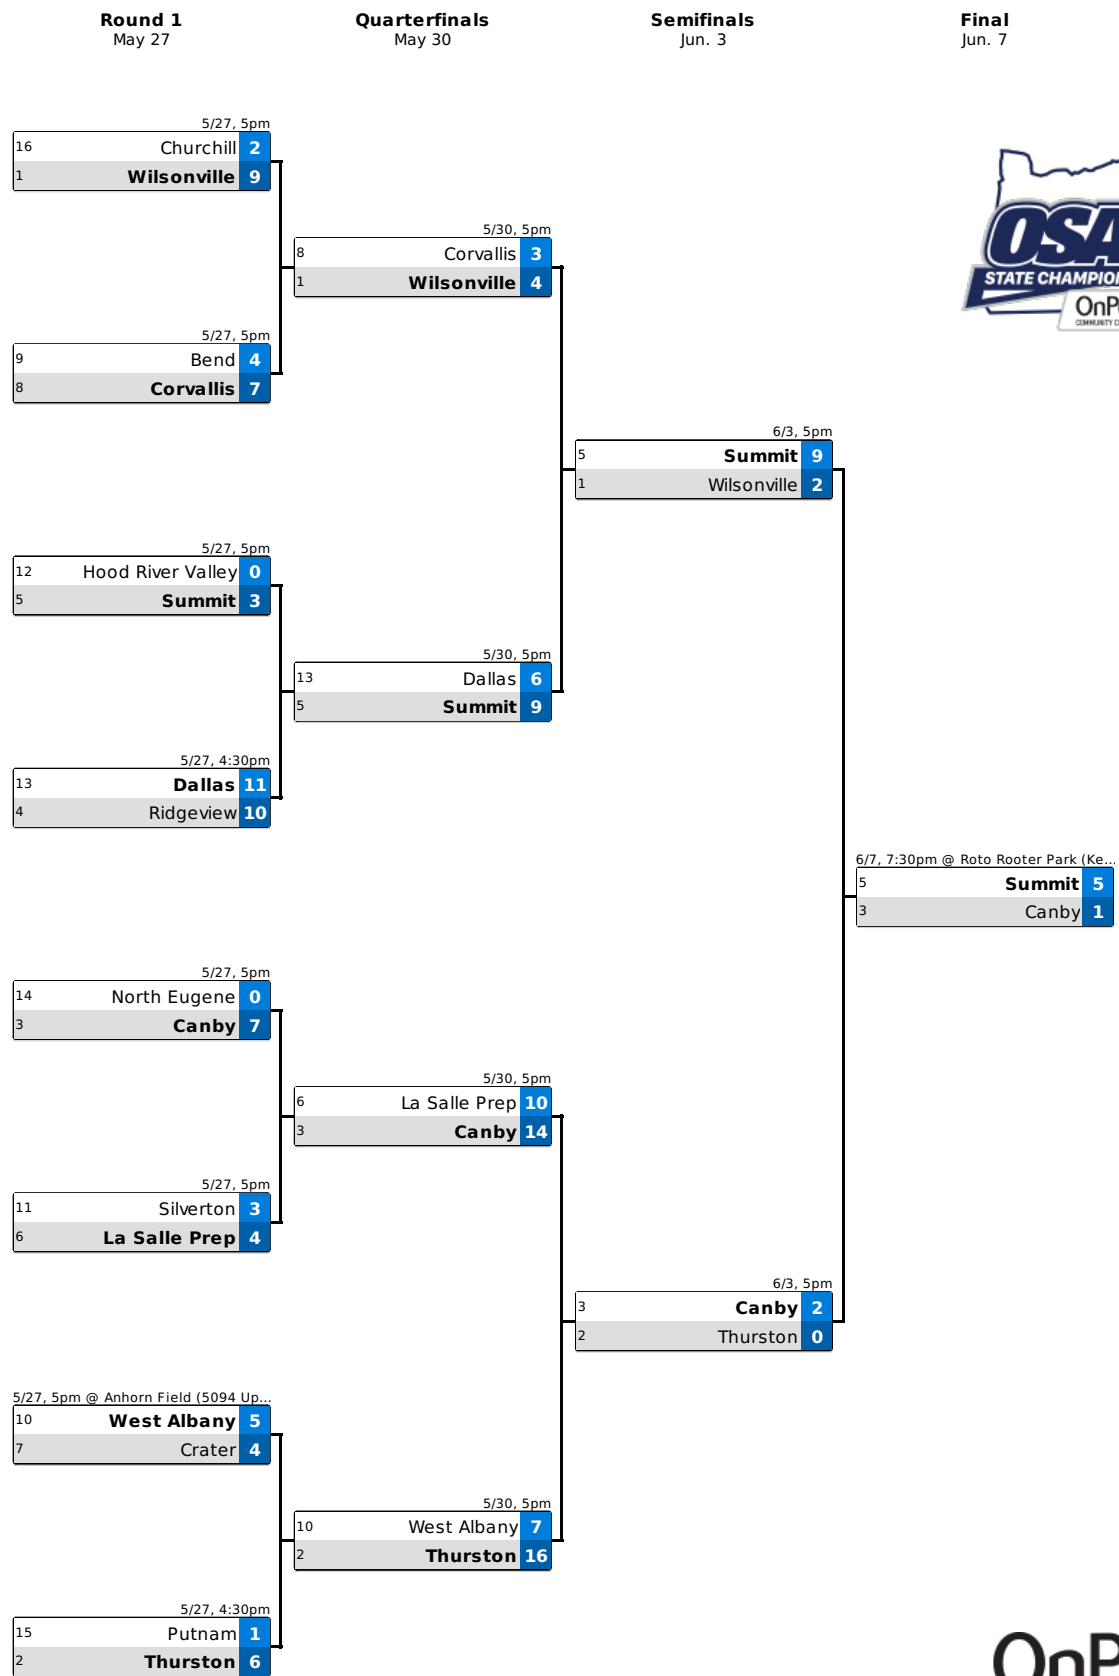 Round 1
May 27
Quarterfinals
May 30
Semifinals
Jun. 3
Final
Jun. 7
5/27, 5pm
16 Churchill 2
1 Wilsonville 9
5/30, 5pm
8 Corvallis 3
1 Wilsonville 4
5/27, 5pm
9 Bend 4
8 Corvallis 7
6/3, 5pm
5 Summit 9
1 Wilsonville 2
5/27, 5pm
12 Hood River Valley 0
5 Summit 3
5/30, 5pm
13 Dallas 6
5 Summit 9
5/27, 4:30pm
13 Dallas 11
4 Ridgeview 10
6/7, 7:30pm @ Roto Rooter Park (Ke...
5 Summit 5
3 Canby 1
5/27, 5pm
14 North Eugene 0
3 Canby 7
5/30, 5pm
6 La Salle Prep 10
3 Canby 14
5/27, 5pm
11 Silverton 3
6 La Salle Prep 4
6/3, 5pm
3 Canby 2
2 Thurston 0
5/27, 5pm @ Anhorn Field (5094 Up...
10 West Albany 5
7 Crater 4
5/30, 5pm
10 West Albany 7
2 Thurston 16
5/27, 4:30pm
15 Putnam 1
2 Thurston 6
OSA
STATE CHAMPION
OnP
COMMUNITY C
OnP